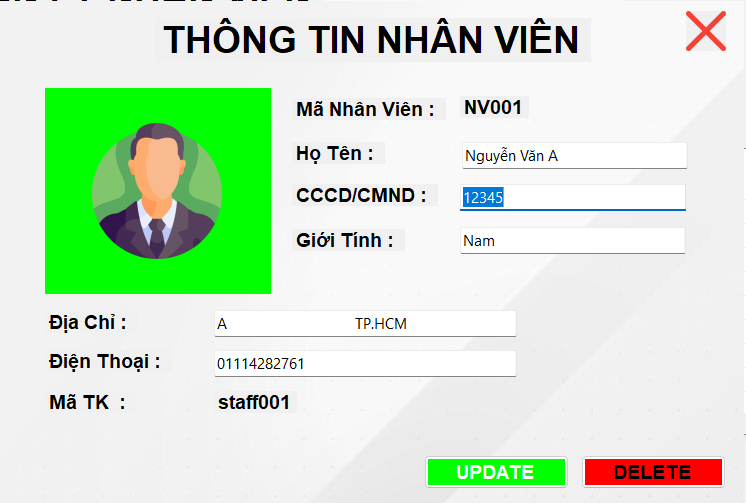 THÔNG TIN NHÂN VIÊN
Mã Nhân Viên : NV001
Họ Tên : Nguyễn Văn A
CCCD/CMND : 12345
Giới Tính : Nam
Địa Chỉ : A TP.HCM
Điện Thoại : 01114282761
Mã TK : staff001
UPDATE DELETE